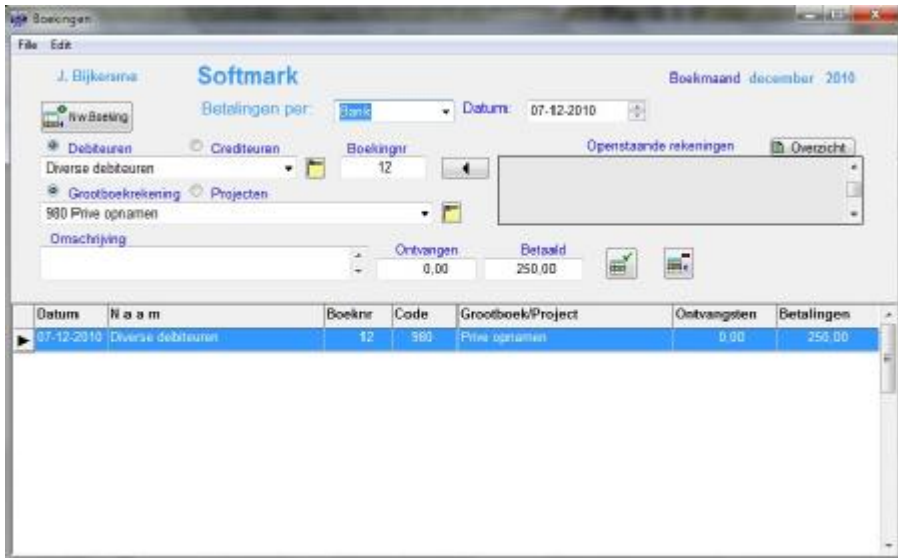 Boekingen
File Edit
J. Bijkersma Softmark Boekmaand december 2010
Betalingen per: Bank Datum: 07-12-2010
Nw.Boeking
Debiteuren Crediteuren Boekingnr Openstaande rekeningen Overzicht
Diverse debiteuren 12
Grootboekrekening Projecten
980 Prive opnamen
Omschrijving Ontvangen Betaald
0,00 250,00
Datum N a a m Boeknr Code Grootboek/Project Ontvangsten Betalingen
07-12-2010 Diverse debiteuren 12 980 Prive opnamen 0,00 250,00